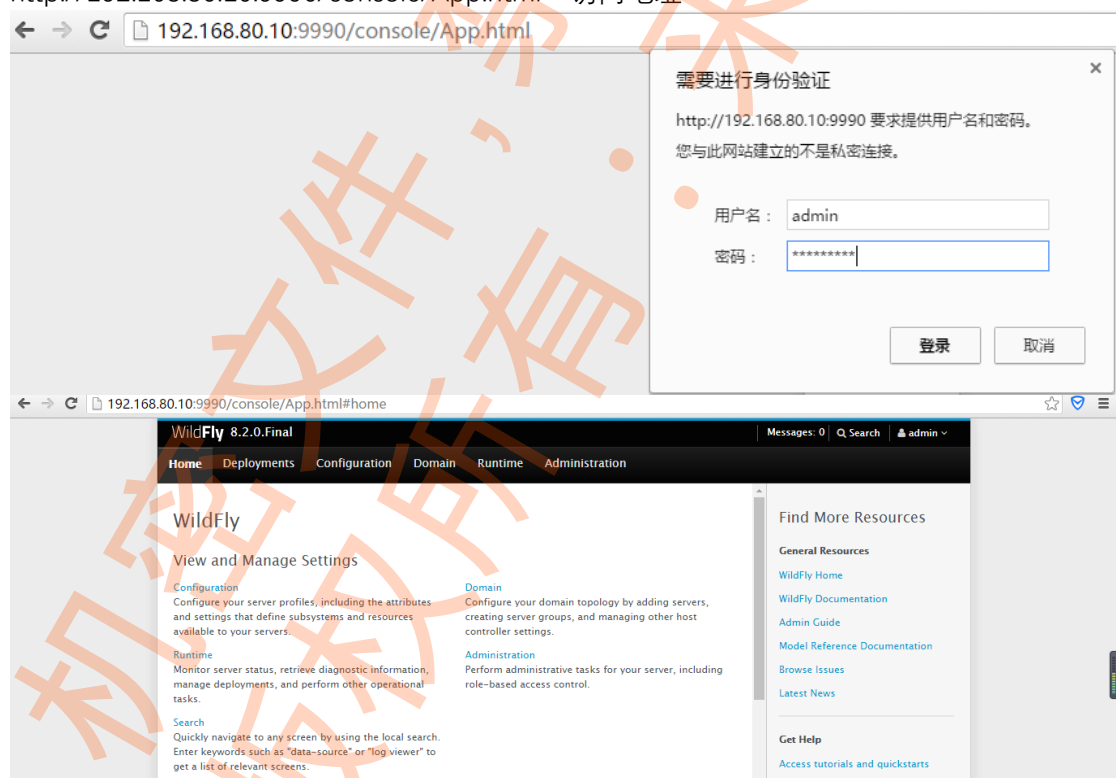 192.168.80.10:9990/console/App.html
需要进行身份验证
×
http://192.168.80.10:9990 要求提供用户名和密码。
您与此网站建立的不是私密连接。
用户名： admin
密码： *********
登录 取消
192.168.80.10:9990/console/App.html#home
WildFly 8.2.0.Final Messages: 0 Search admin
Home Deployments Configuration Domain Runtime Administration
WildFly
View and Manage Settings
Configuration
Configure your server profiles, including the attributes
and settings that define subsystems and resources
available to your servers.
Domain
Configure your domain topology by adding servers,
creating server groups, and managing other host
controller settings.
Runtime
Monitor server status, retrieve diagnostic information,
manage deployments, and perform other operational
tasks.
Administration
Perform administrative tasks for your server, including
role-based access control.
Search
Quickly navigate to any screen by using the local search.
Enter keywords such as "data-source" or "log viewer" to
get a list of relevant screens.
Find More Resources
General Resources
WildFly Home
WildFly Documentation
Admin Guide
Model Reference Documentation
Browse Issues
Latest News
Get Help
Access tutorials and quickstarts
机密文件，
版权所有．